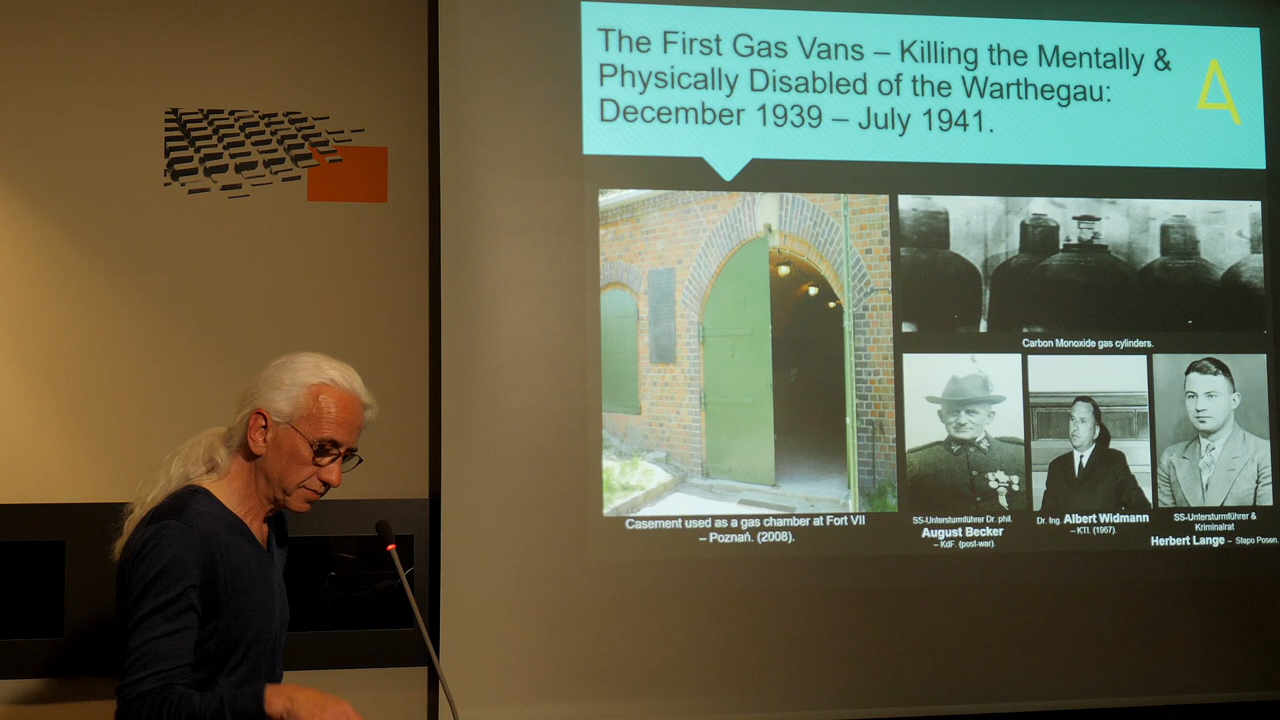 The First Gas Vans – Killing the Mentally &
Physically Disabled of the Warthegau:
December 1939 – July 1941.
Carbon Monoxide gas cylinders.
Casement used as a gas chamber at Fort VII
– Poznań. (2008).
SS-Untersturmführer Dr. phil.
August Becker
– KdF. (post-war).
Dr. Ing. Albert Widmann
– KTI. (1967).
SS-Untersturmführer &
Kriminalrat
Herbert Lange – Stapo Posen.